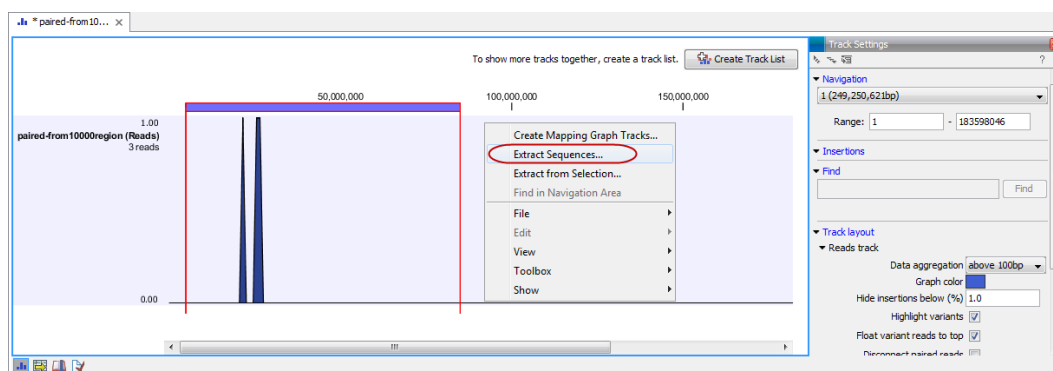 * paired-from10...
To show more tracks together, create a track list.
Create Track List
50,000,000
100,000,000
150,000,000
1.00
paired-from10000region (Reads)
3 reads
0.00
Create Mapping Graph Tracks...
Extract Sequences...
Extract from Selection...
Find in Navigation Area
File
Edit
View
Toolbox
Show
Track Settings
?
Navigation
1 (249,250,621bp)
Range: 1 - 183598046
Insertions
Find
Find
Track layout
Reads track
Data aggregation above 100bp
Graph color
Hide insertions below (%) 1.0
Highlight variants
Float variant reads to top
Disconnect paired reads